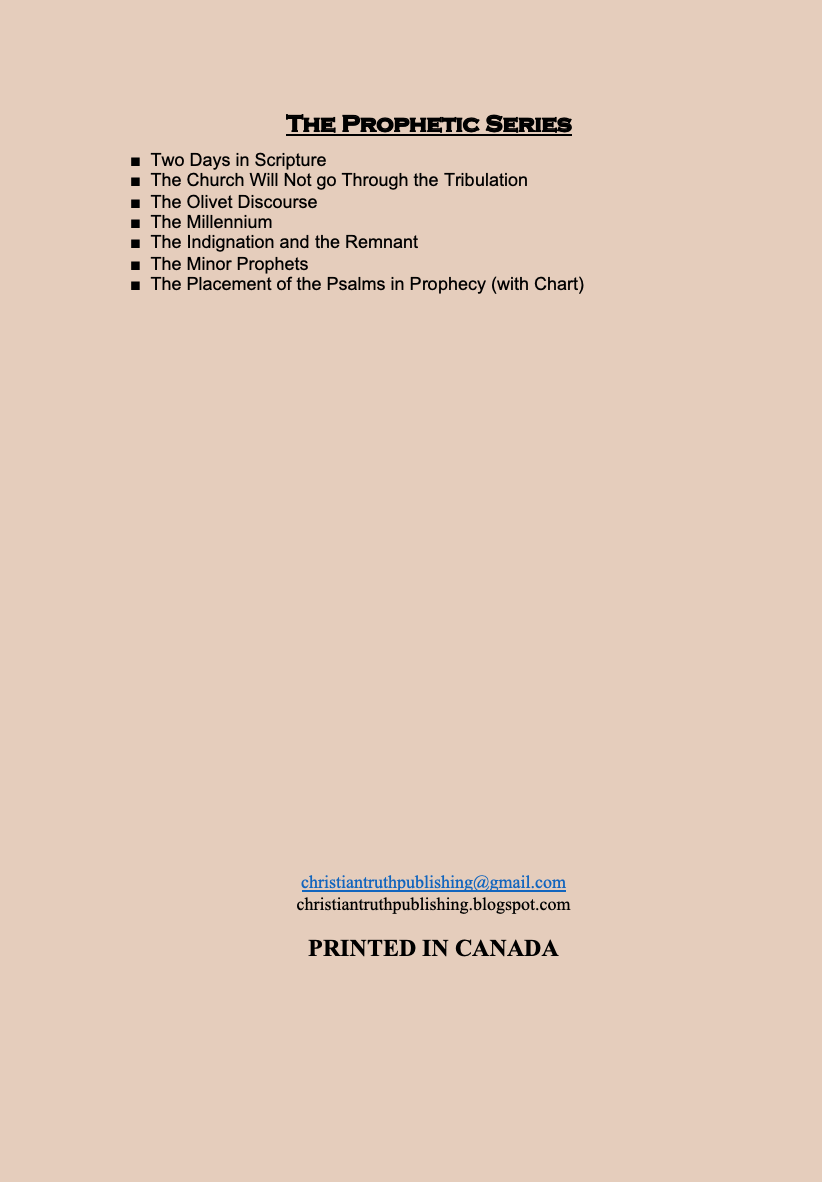 The Prophetic Series
■ Two Days in Scripture
■ The Church Will Not go Through the Tribulation
■ The Olivet Discourse
■ The Millennium
■ The Indignation and the Remnant
■ The Minor Prophets
■ The Placement of the Psalms in Prophecy (with Chart)
christiantruthpublishing@gmail.com
christiantruthpublishing.blogspot.com
PRINTED IN CANADA